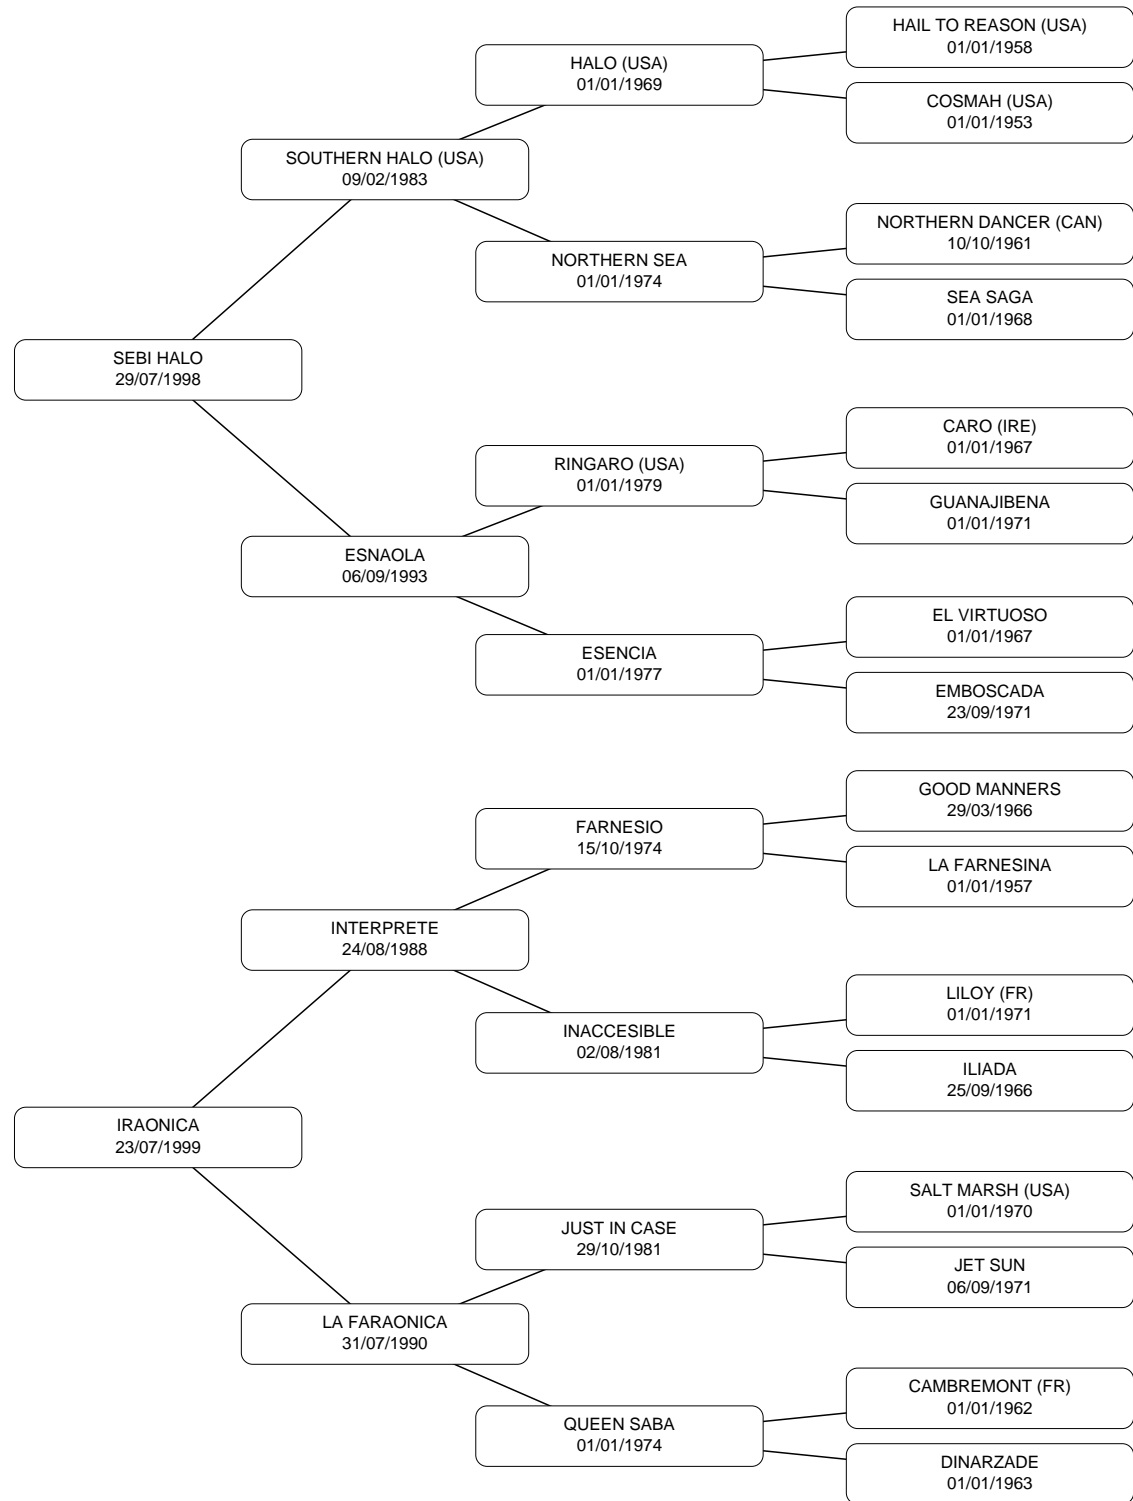 HAIL TO REASON (USA)
01/01/1958
HALO (USA)
01/01/1969
COSMAH (USA)
01/01/1953
SOUTHERN HALO (USA)
09/02/1983
NORTHERN DANCER (CAN)
10/10/1961
NORTHERN SEA
01/01/1974
SEA SAGA
01/01/1968
SEBI HALO
29/07/1998
CARO (IRE)
01/01/1967
RINGARO (USA)
01/01/1979
GUANAJIBENA
01/01/1971
ESNAOLA
06/09/1993
EL VIRTUOSO
01/01/1967
ESENCIA
01/01/1977
EMBOSCADA
23/09/1971
GOOD MANNERS
29/03/1966
FARNESIO
15/10/1974
LA FARNESINA
01/01/1957
INTERPRETE
24/08/1988
LILOY (FR)
01/01/1971
INACCESIBLE
02/08/1981
ILIADA
25/09/1966
IRAONICA
23/07/1999
SALT MARSH (USA)
01/01/1970
JUST IN CASE
29/10/1981
JET SUN
06/09/1971
LA FARAONICA
31/07/1990
CAMBREMONT (FR)
01/01/1962
QUEEN SABA
01/01/1974
DINARZADE
01/01/1963